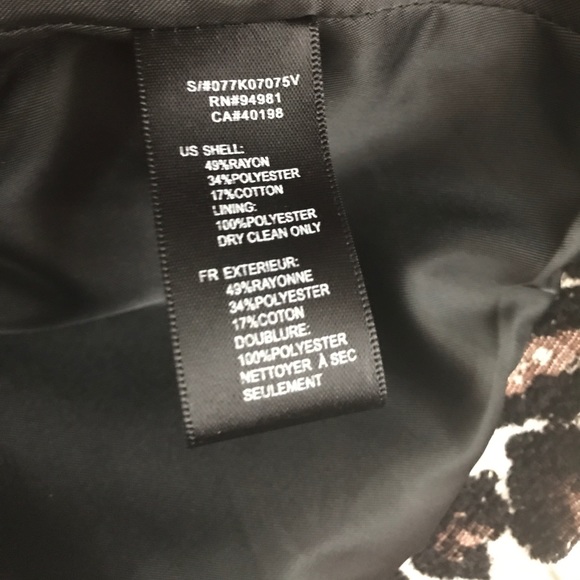 S/#077K07075V
RN#94981
CA#40198
US SHELL:
49%RAYON
34%POLYESTER
17%COTTON
LINING:
100%POLYESTER
DRY CLEAN ONLY
FR EXTERIEUR:
49%RAYONNE
34%POLYESTER
17%COTON
DOUBLURE:
100%POLYESTER
NETTOYER À SEC
SEULEMENT